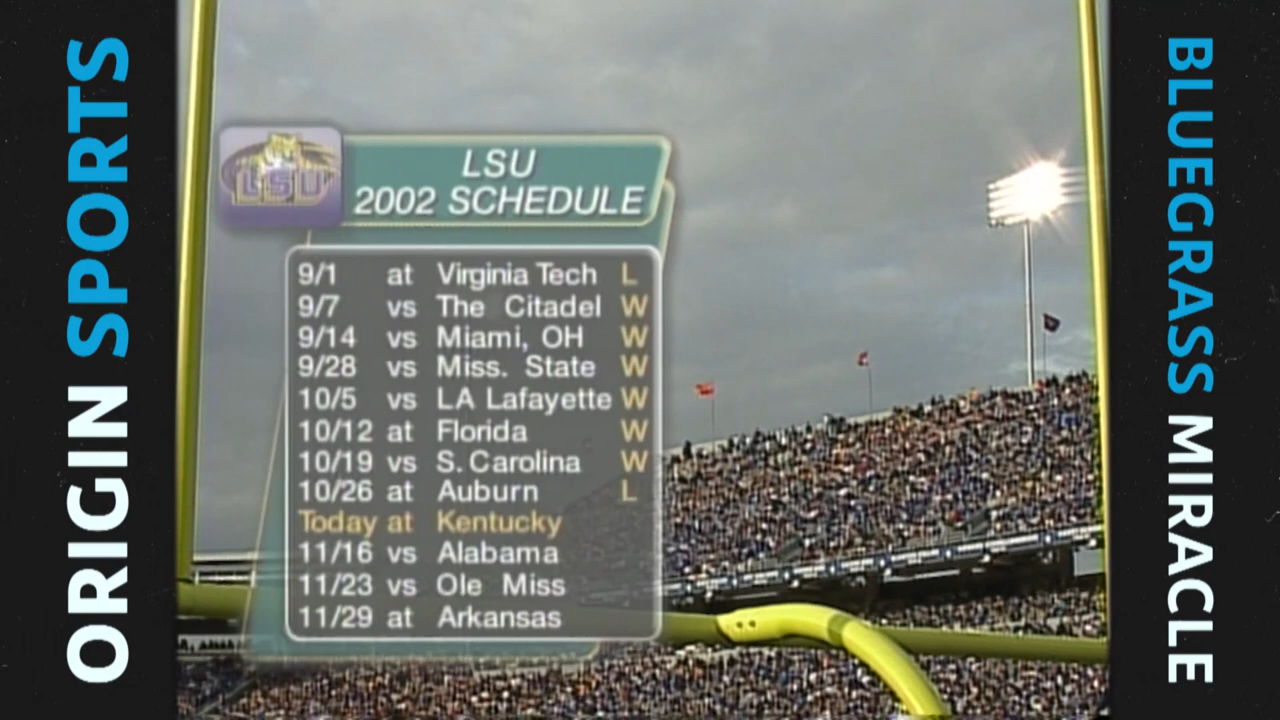 ORIGIN SPORTS
LSU
LSU
2002 SCHEDULE
9/1 at Virginia Tech L
9/7 vs The Citadel W
9/14 vs Miami, OH W
9/28 vs Miss. State W
10/5 vs LA Lafayette W
10/12 at Florida W
10/19 vs S. Carolina W
10/26 at Auburn L
Today at Kentucky
11/16 vs Alabama
11/23 vs Ole Miss
11/29 at Arkansas
BLUEGRASS MIRACLE